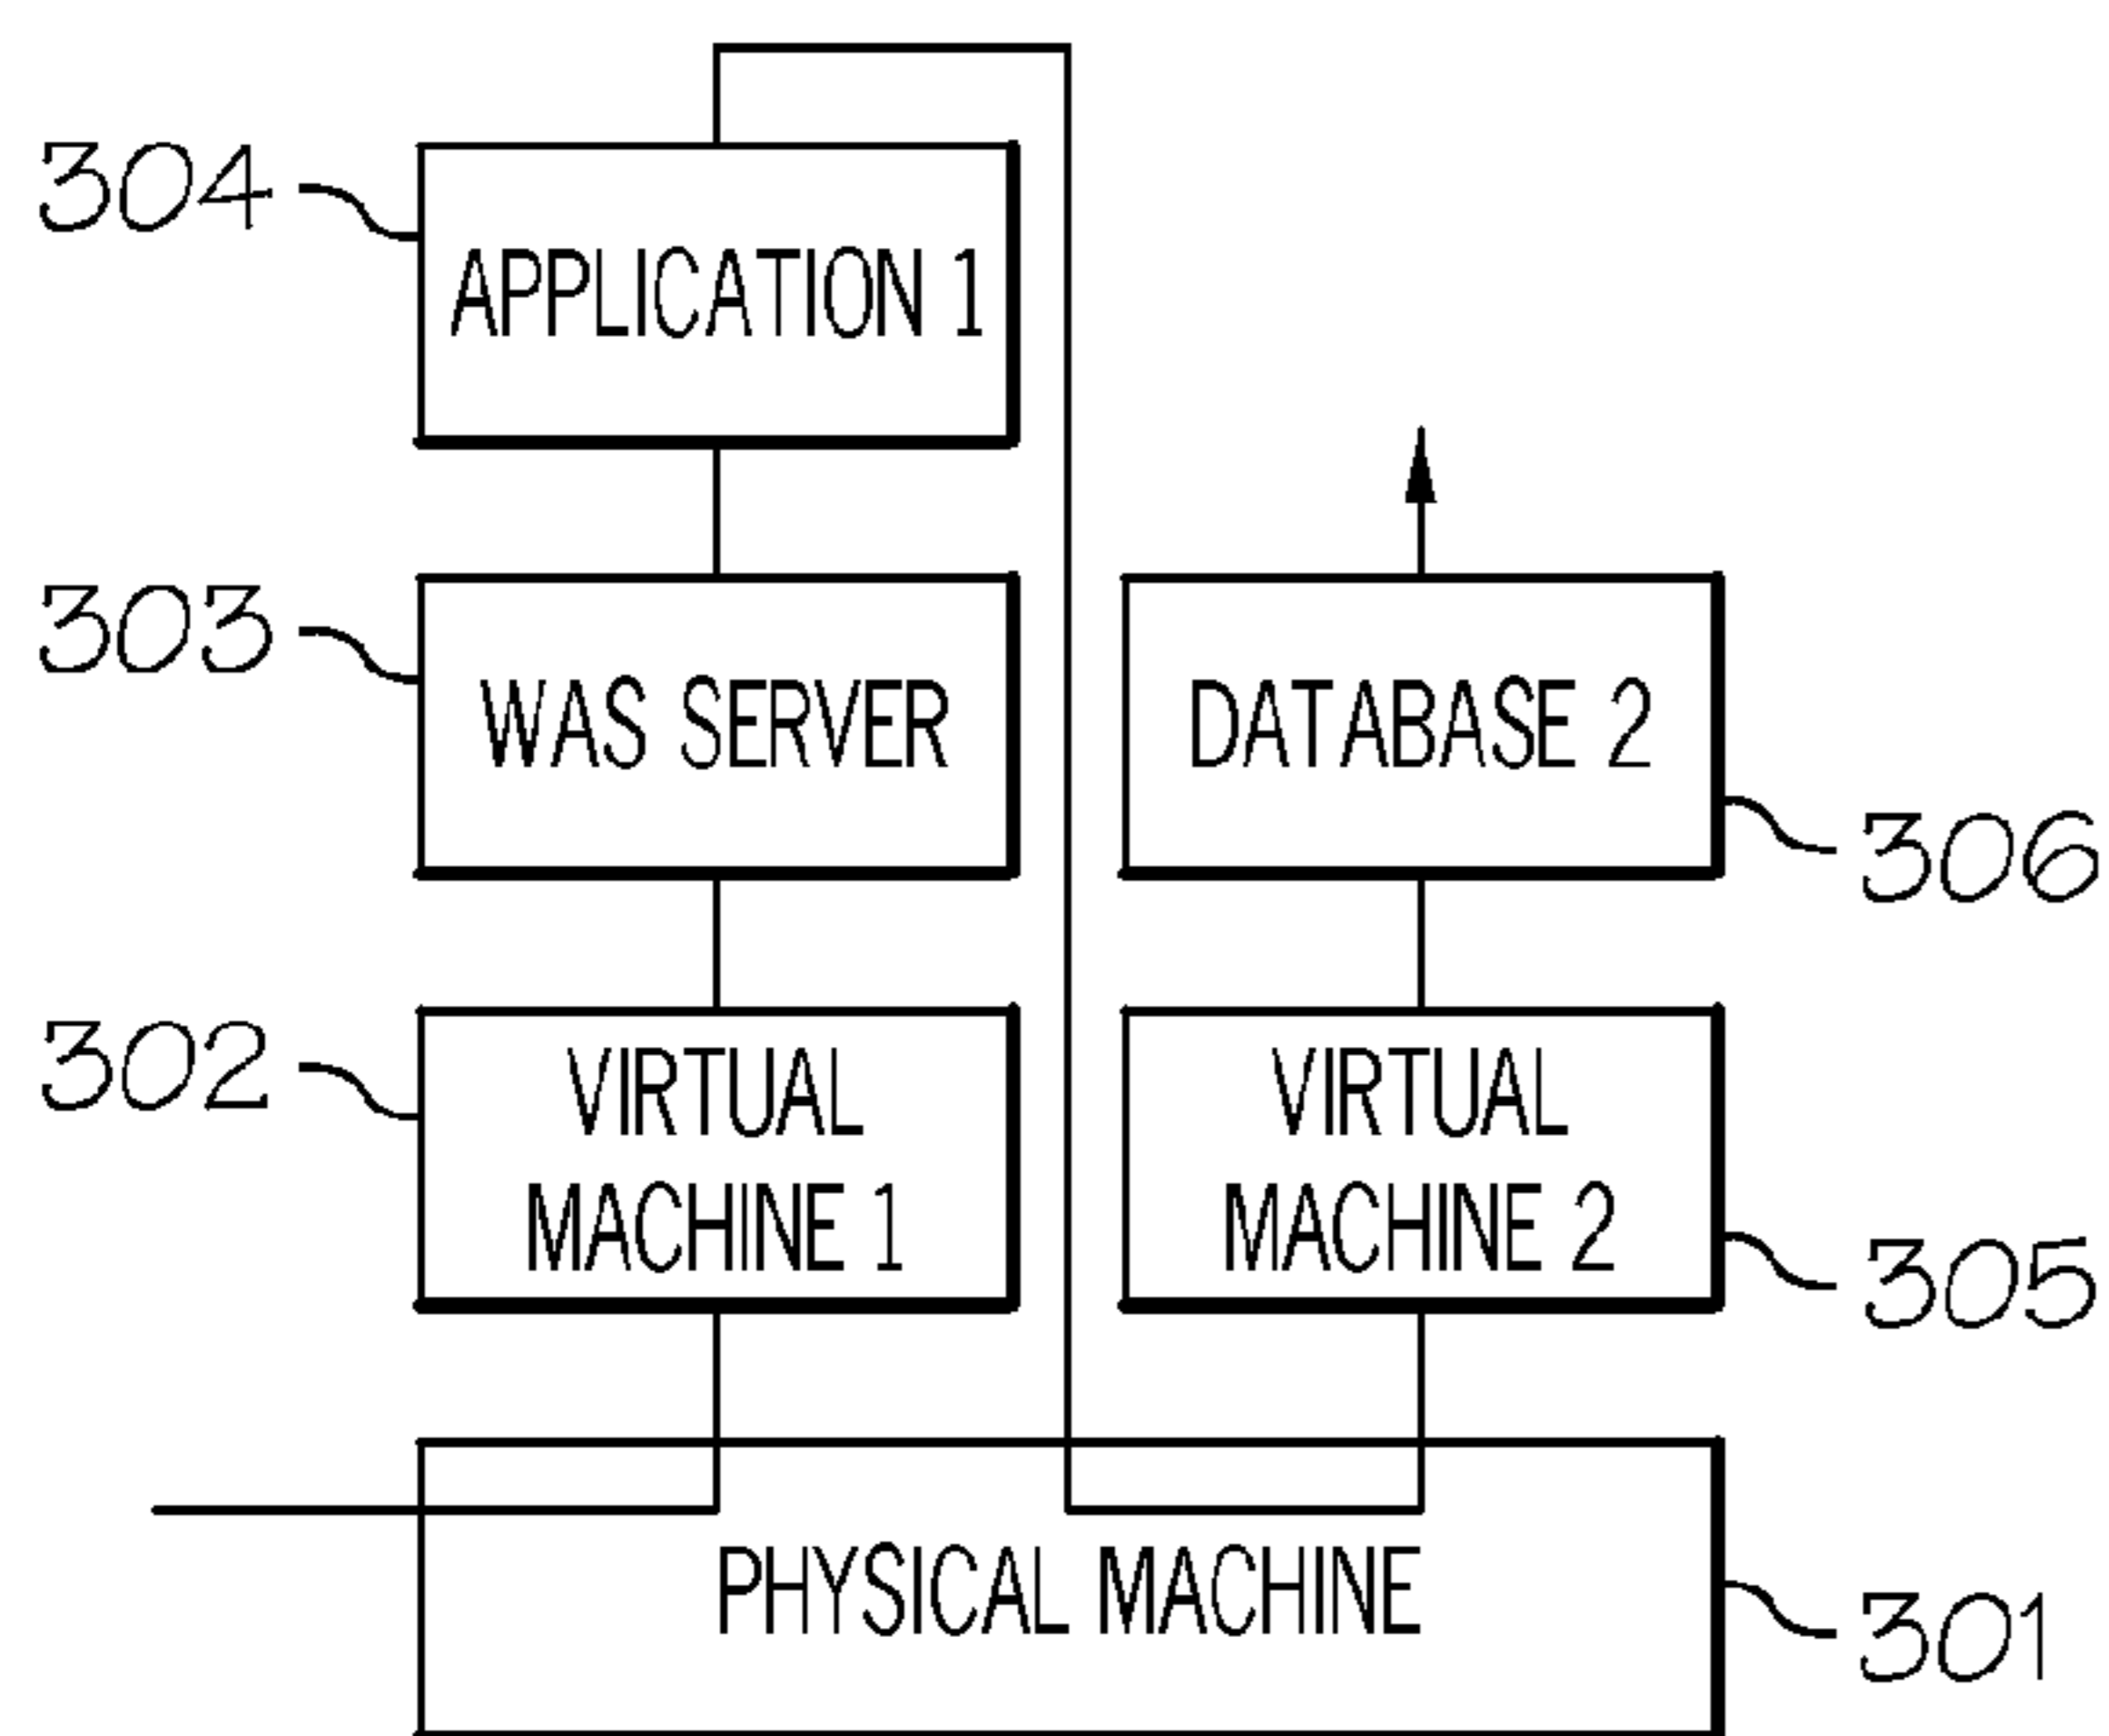 304
APPLICATION 1
303
WAS SERVER
DATABASE 2
306
302
VIRTUAL
MACHINE 1
VIRTUAL
MACHINE 2
305
PHYSICAL MACHINE
301